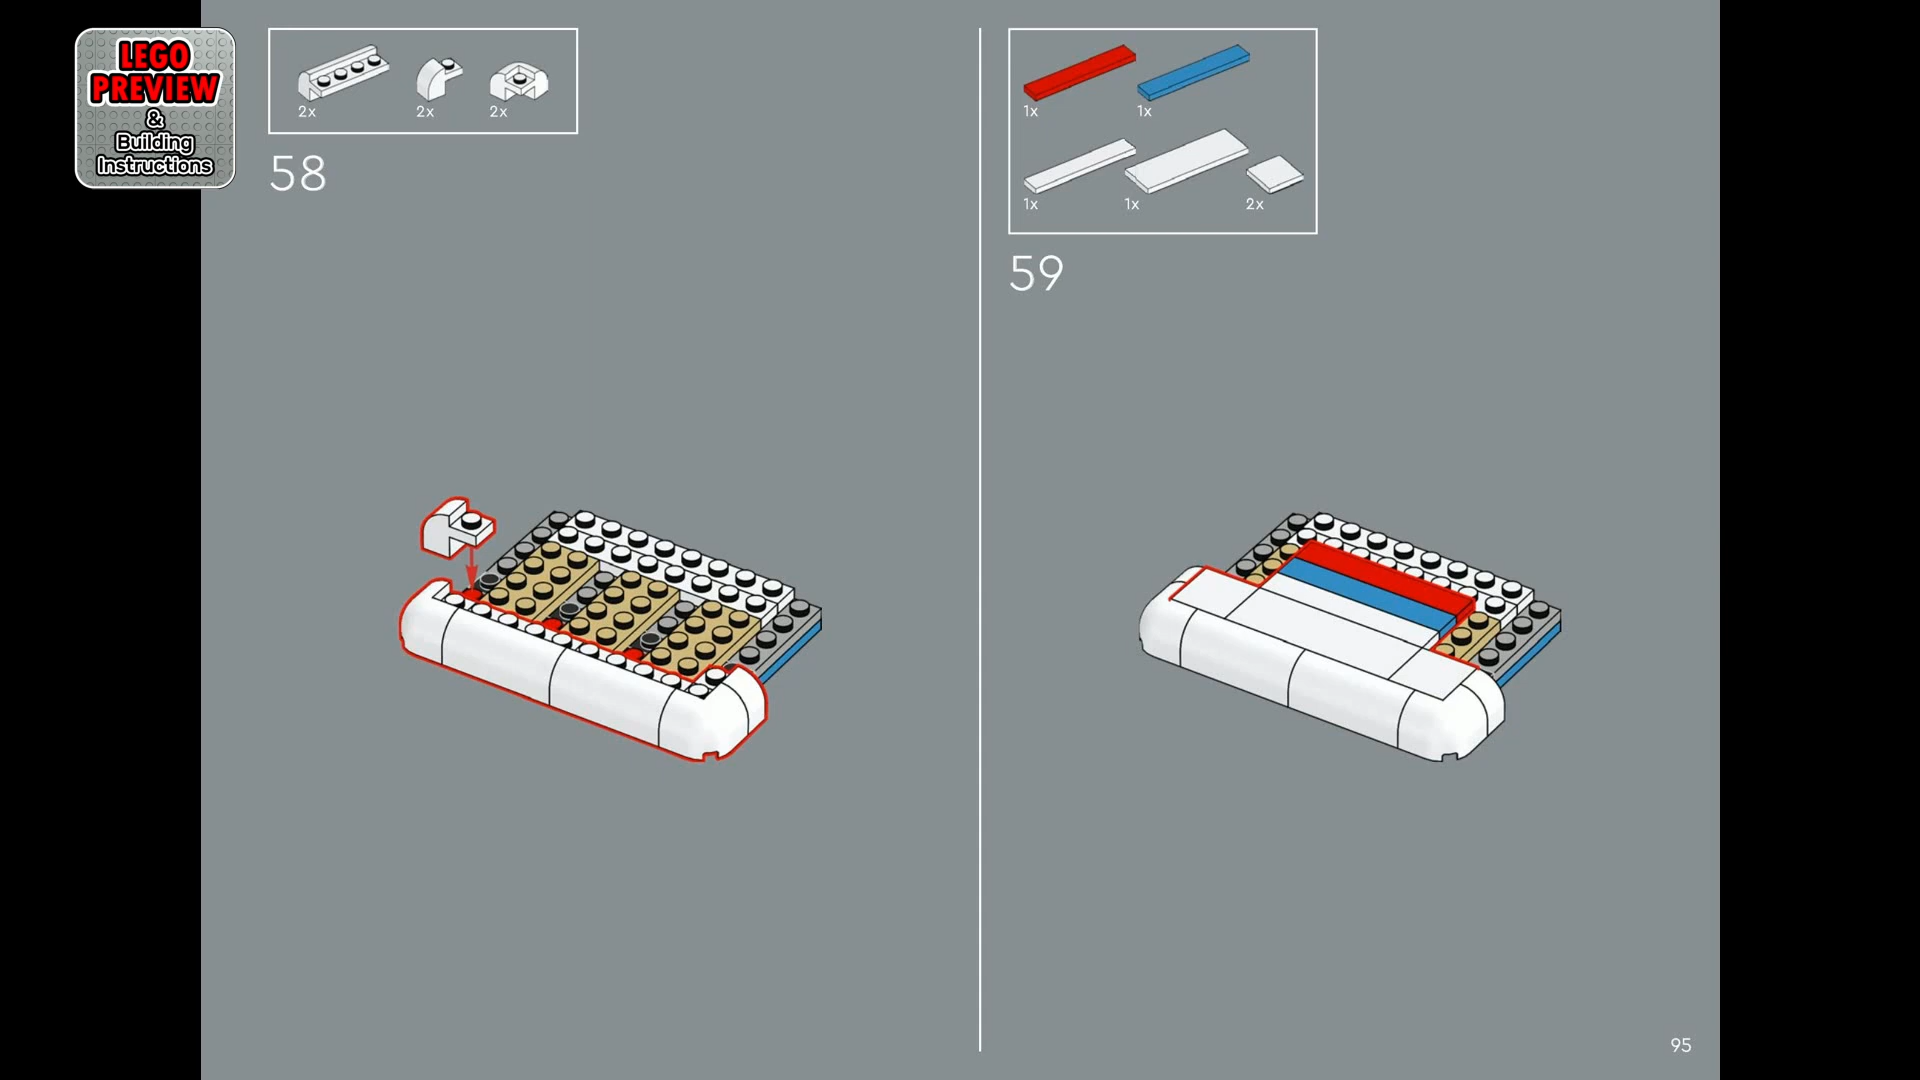 LEGO
PREVIEW
&
Building
Instructions
2x
2x
2x
58
1x
1x
1x
1x
2x
59
95